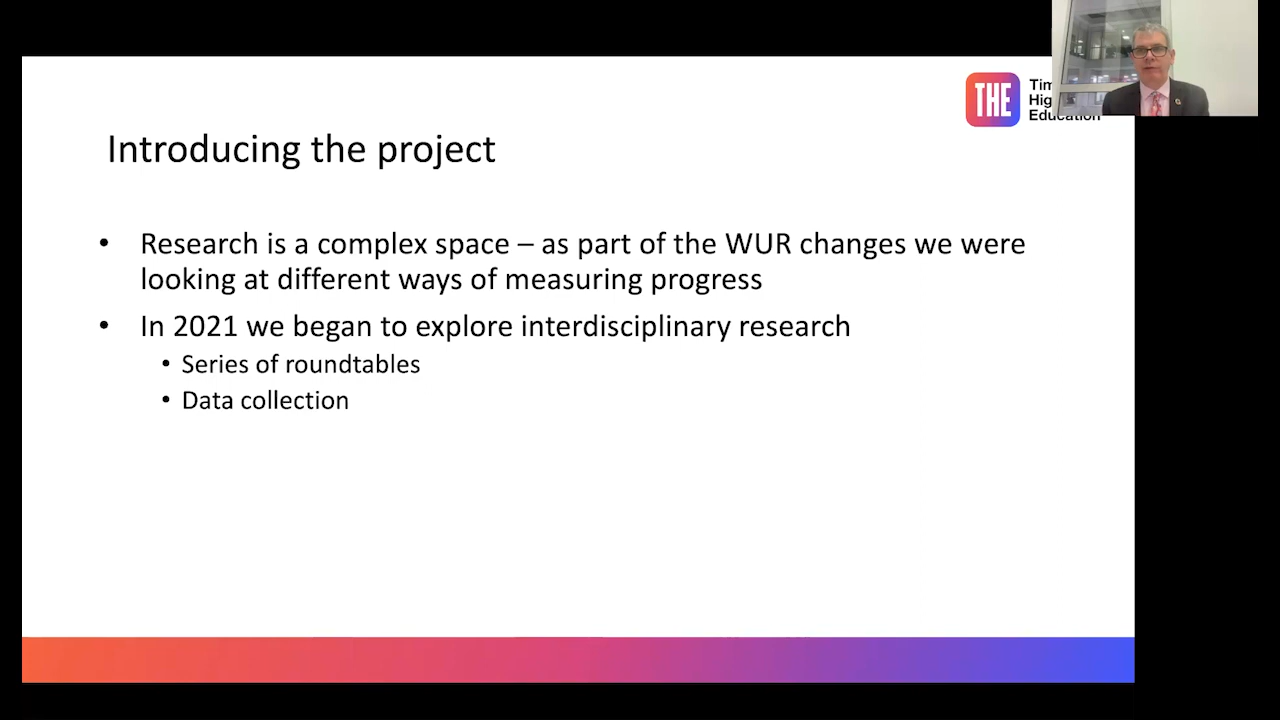 THE
Education
Introducing the project
• Research is a complex space – as part of the WUR changes we were
looking at different ways of measuring progress
• In 2021 we began to explore interdisciplinary research
• Series of roundtables
• Data collection